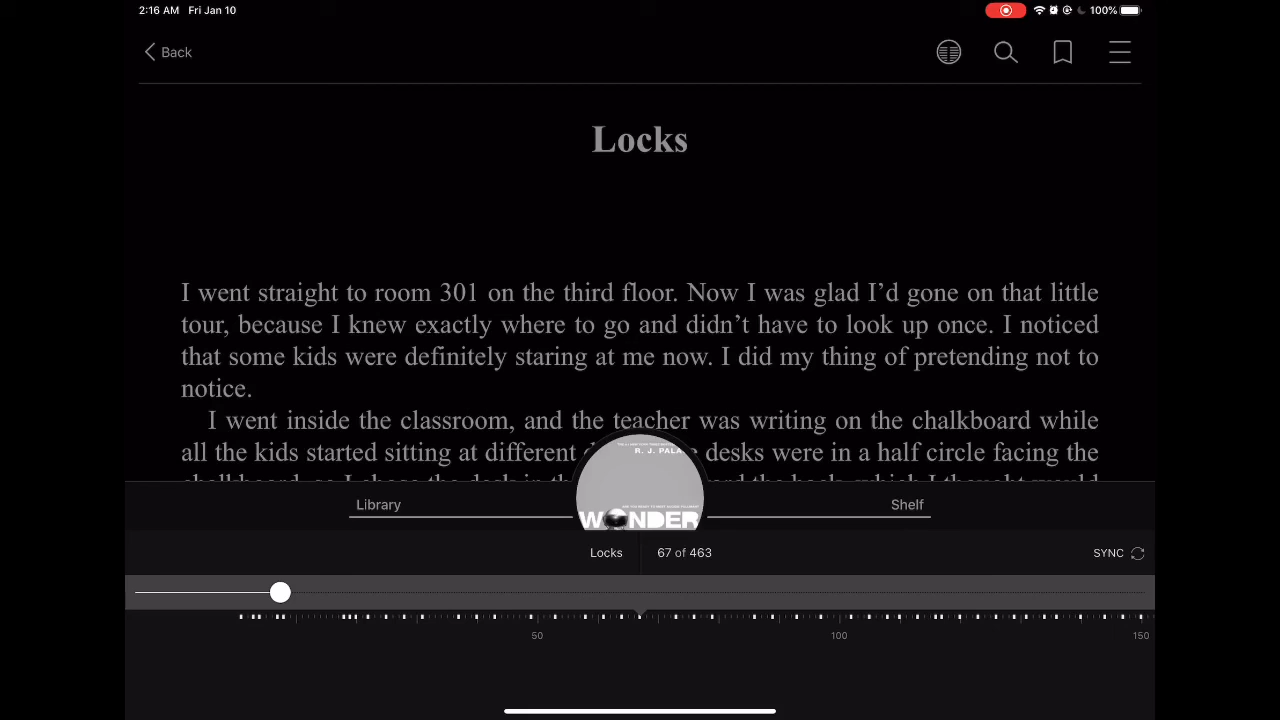 2:16 AM Fri Jan 10
100%
Back
Locks
I went straight to room 301 on the third floor. Now I was glad I’d gone on that little
tour, because I knew exactly where to go and didn’t have to look up once. I noticed
that some kids were definitely staring at me now. I did my thing of pretending not to
notice.
I went inside the classroom, and the teacher was writing on the chalkboard while
all the kids started sitting at different desks were in a half circle facing the
R. J. PALA
Library
Shelf
WONDER
Locks
67 of 463
SYNC
50
100
150